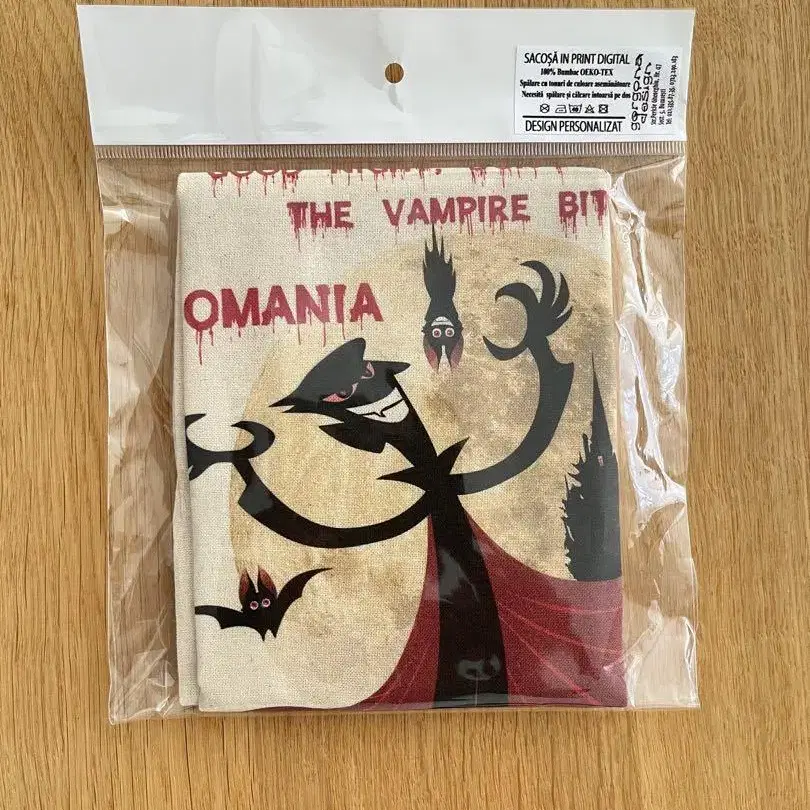 SACOȘĂ IN PRINT DIGITAL
100% Bumbac OEKO-TEX
Spălare cu tonuri de culoare asemănătoare
Necesită spălare și călcare întoarsă pe dos
DESIGN PERSONALIZAT
THE VAMPIRE BIT
OMANIA